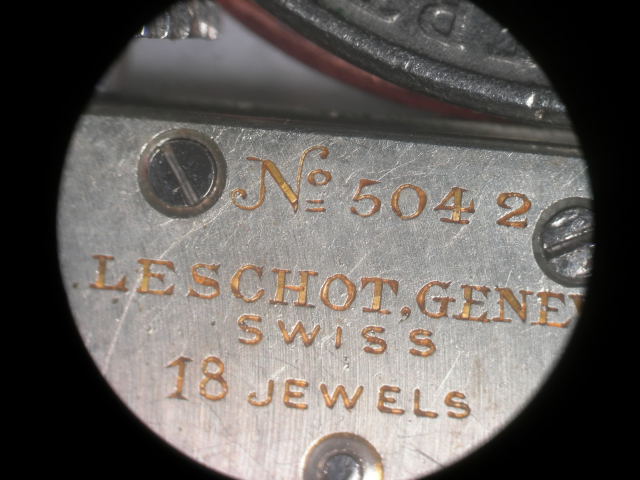 Nº 5042
LESCHOT, GENEV
SWISS
18 JEWELS